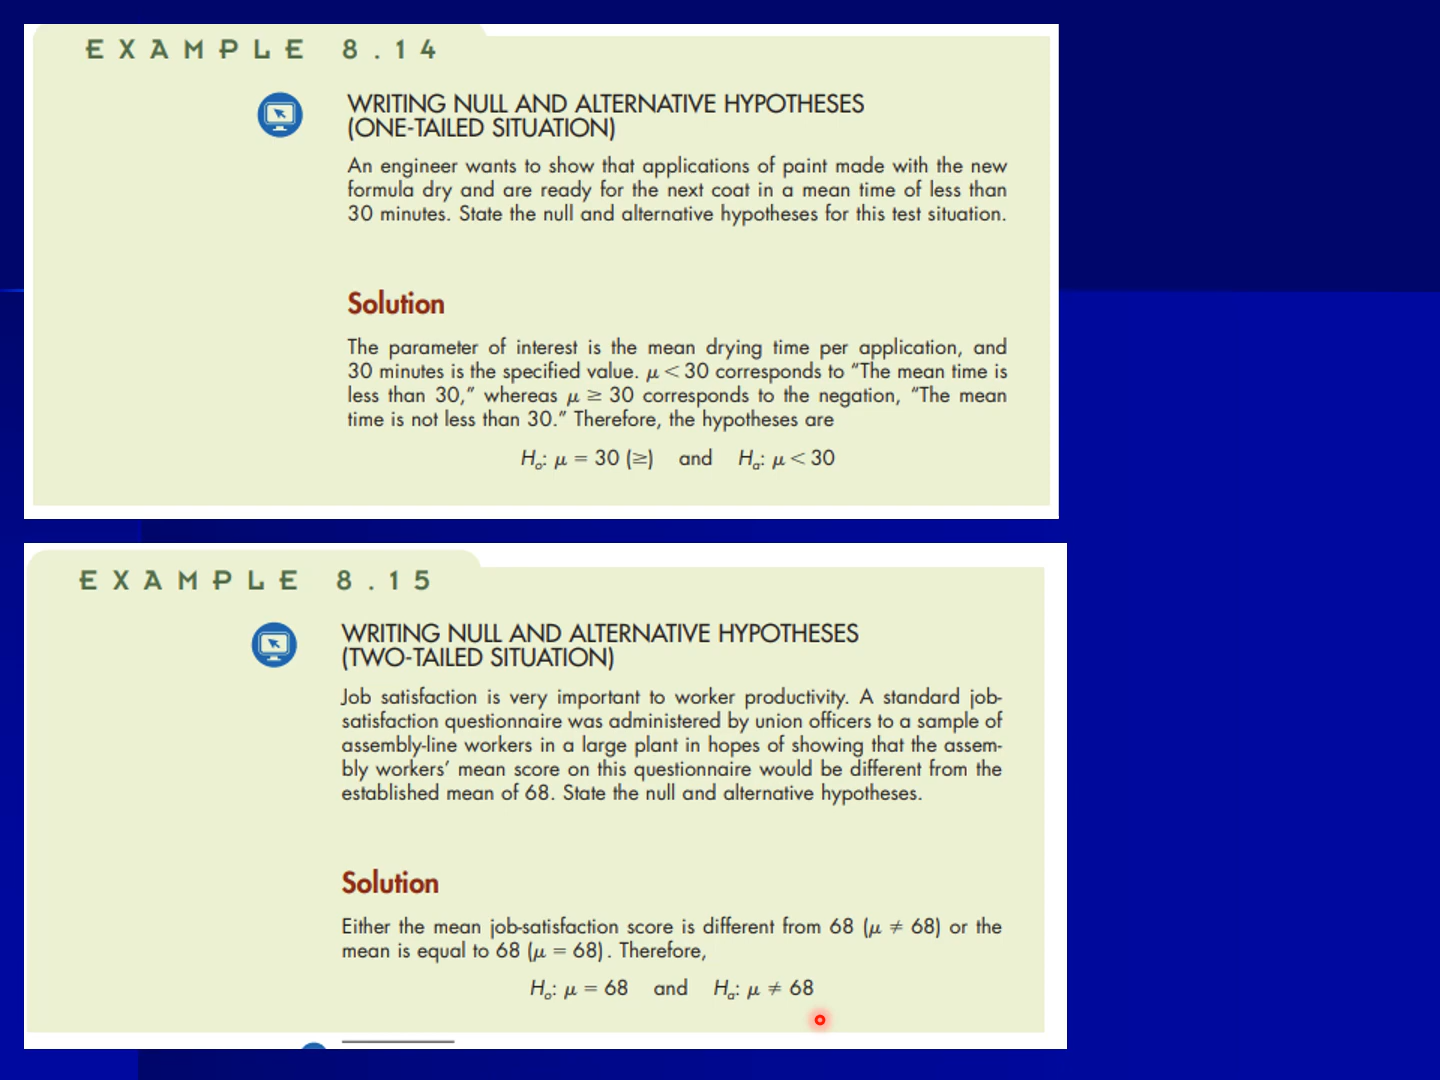 EXAMPLE 8.14
WRITING NULL AND ALTERNATIVE HYPOTHESES
(ONE-TAILED SITUATION)
An engineer wants to show that applications of paint made with the new
formula dry and are ready for the next coat in a mean time of less than
30 minutes. State the null and alternative hypotheses for this test situation.
Solution
The parameter of interest is the mean drying time per application, and
30 minutes is the specified value. μ < 30 corresponds to “The mean time is
less than 30,” whereas μ ≥ 30 corresponds to the negation, “The mean
time is not less than 30.” Therefore, the hypotheses are
Hₒ: μ = 30 (≥) and Hₐ: μ < 30
EXAMPLE 8.15
WRITING NULL AND ALTERNATIVE HYPOTHESES
(TWO-TAILED SITUATION)
Job satisfaction is very important to worker productivity. A standard job-
satisfaction questionnaire was administered by union officers to a sample of
assembly-line workers in a large plant in hopes of showing that the assem-
bly workers’ mean score on this questionnaire would be different from the
established mean of 68. State the null and alternative hypotheses.
Solution
Either the mean job-satisfaction score is different from 68 (μ ≠ 68) or the
mean is equal to 68 (μ = 68). Therefore,
Hₒ: μ = 68 and Hₐ: μ ≠ 68